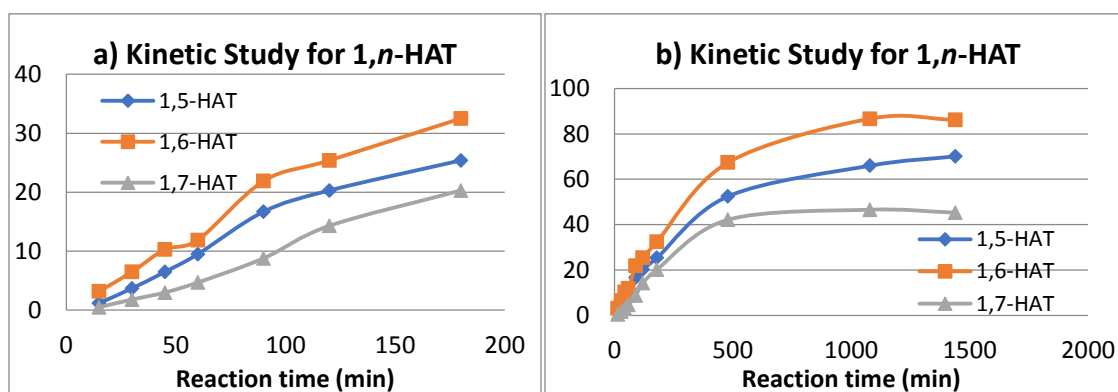 a) Kinetic Study for 1,n-HAT
40
30
20
10
0
0
50
100
150
200
1,5-HAT
1,6-HAT
1,7-HAT
Reaction time (min)
b) Kinetic Study for 1,n-HAT
100
80
60
40
20
0
0
500
1000
1500
2000
1,5-HAT
1,6-HAT
1,7-HAT
Reaction time (min)